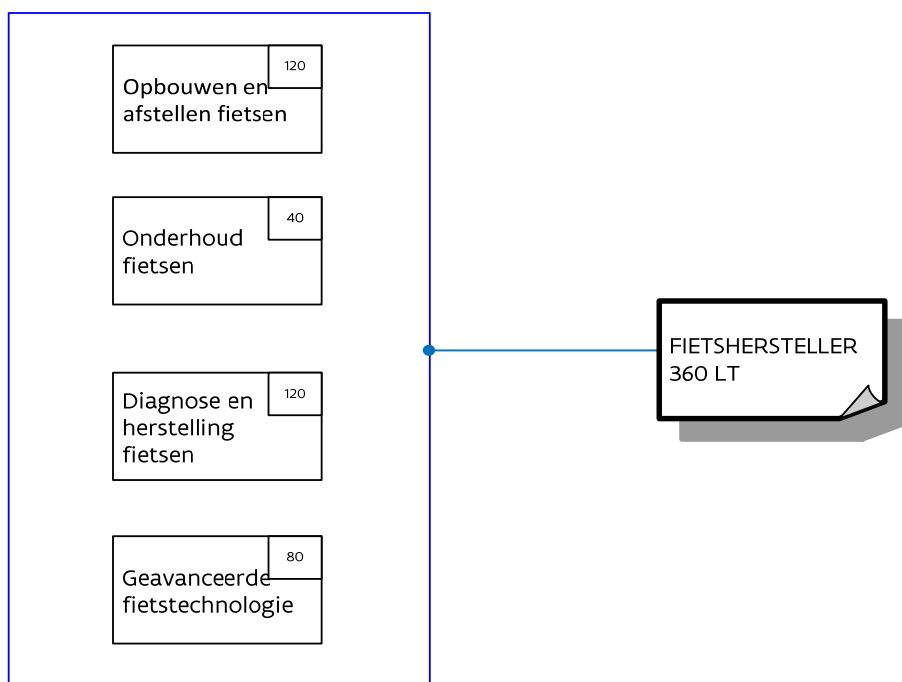 120
Opbouwen en
afstellen fietsen
40
Onderhoud
fietsen
120
Diagnose en
herstelling
fietsen
80
Geavanceerde
fietstechnologie
FIETSHERSTELLER
360 LT